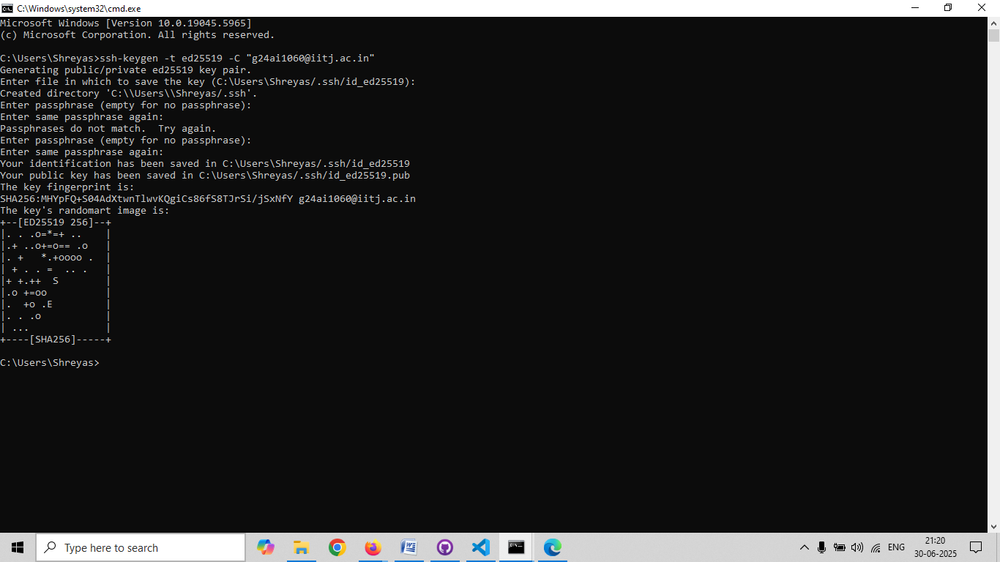 C:\Windows\system32\cmd.exe
Microsoft Windows [Version 10.0.19045.5965]
(c) Microsoft Corporation. All rights reserved.
C:\Users\Shreyas>ssh-keygen -t ed25519 -C "g24ai1060@iitj.ac.in"
Generating public/private ed25519 key pair.
Enter file in which to save the key (C:\Users\Shreyas/.ssh/id_ed25519):
Created directory 'C:\\Users\\Shreyas/.ssh'.
Enter passphrase (empty for no passphrase):
Enter same passphrase again:
Passphrases do not match.  Try again.
Enter passphrase (empty for no passphrase):
Enter same passphrase again:
Your identification has been saved in C:\Users\Shreyas/.ssh/id_ed25519
Your public key has been saved in C:\Users\Shreyas/.ssh/id_ed25519.pub
The key fingerprint is:
SHA256:MHYpFQ+S04AdXtwnTlwvKQgiCs86fS8TJrSi/jSxNfY g24ai1060@iitj.ac.in
The key's randomart image is:
+--[ED25519 256]--+
|. . .o=*=+ ..    |
|.+ ..o+=o== .o   |
|. +   *.+oooo .  |
| + . . =  .. .   |
|+ +.++  S        |
|.o +=oo          |
|.  +o .E         |
|. . .o           |
| ...             |
+----[SHA256]-----+
C:\Users\Shreyas>
Type here to search
ENG
21:20
30-06-2025